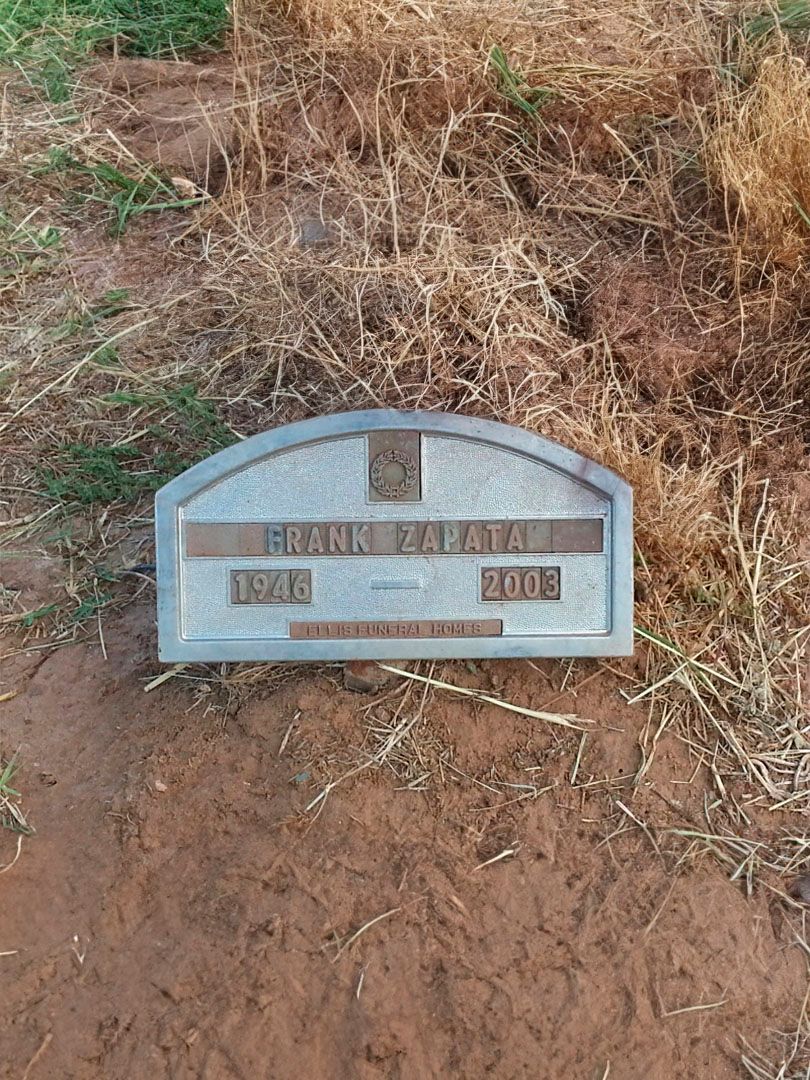 FRANK ZAPATA
1946 2003
ELLIS FUNERAL HOMES